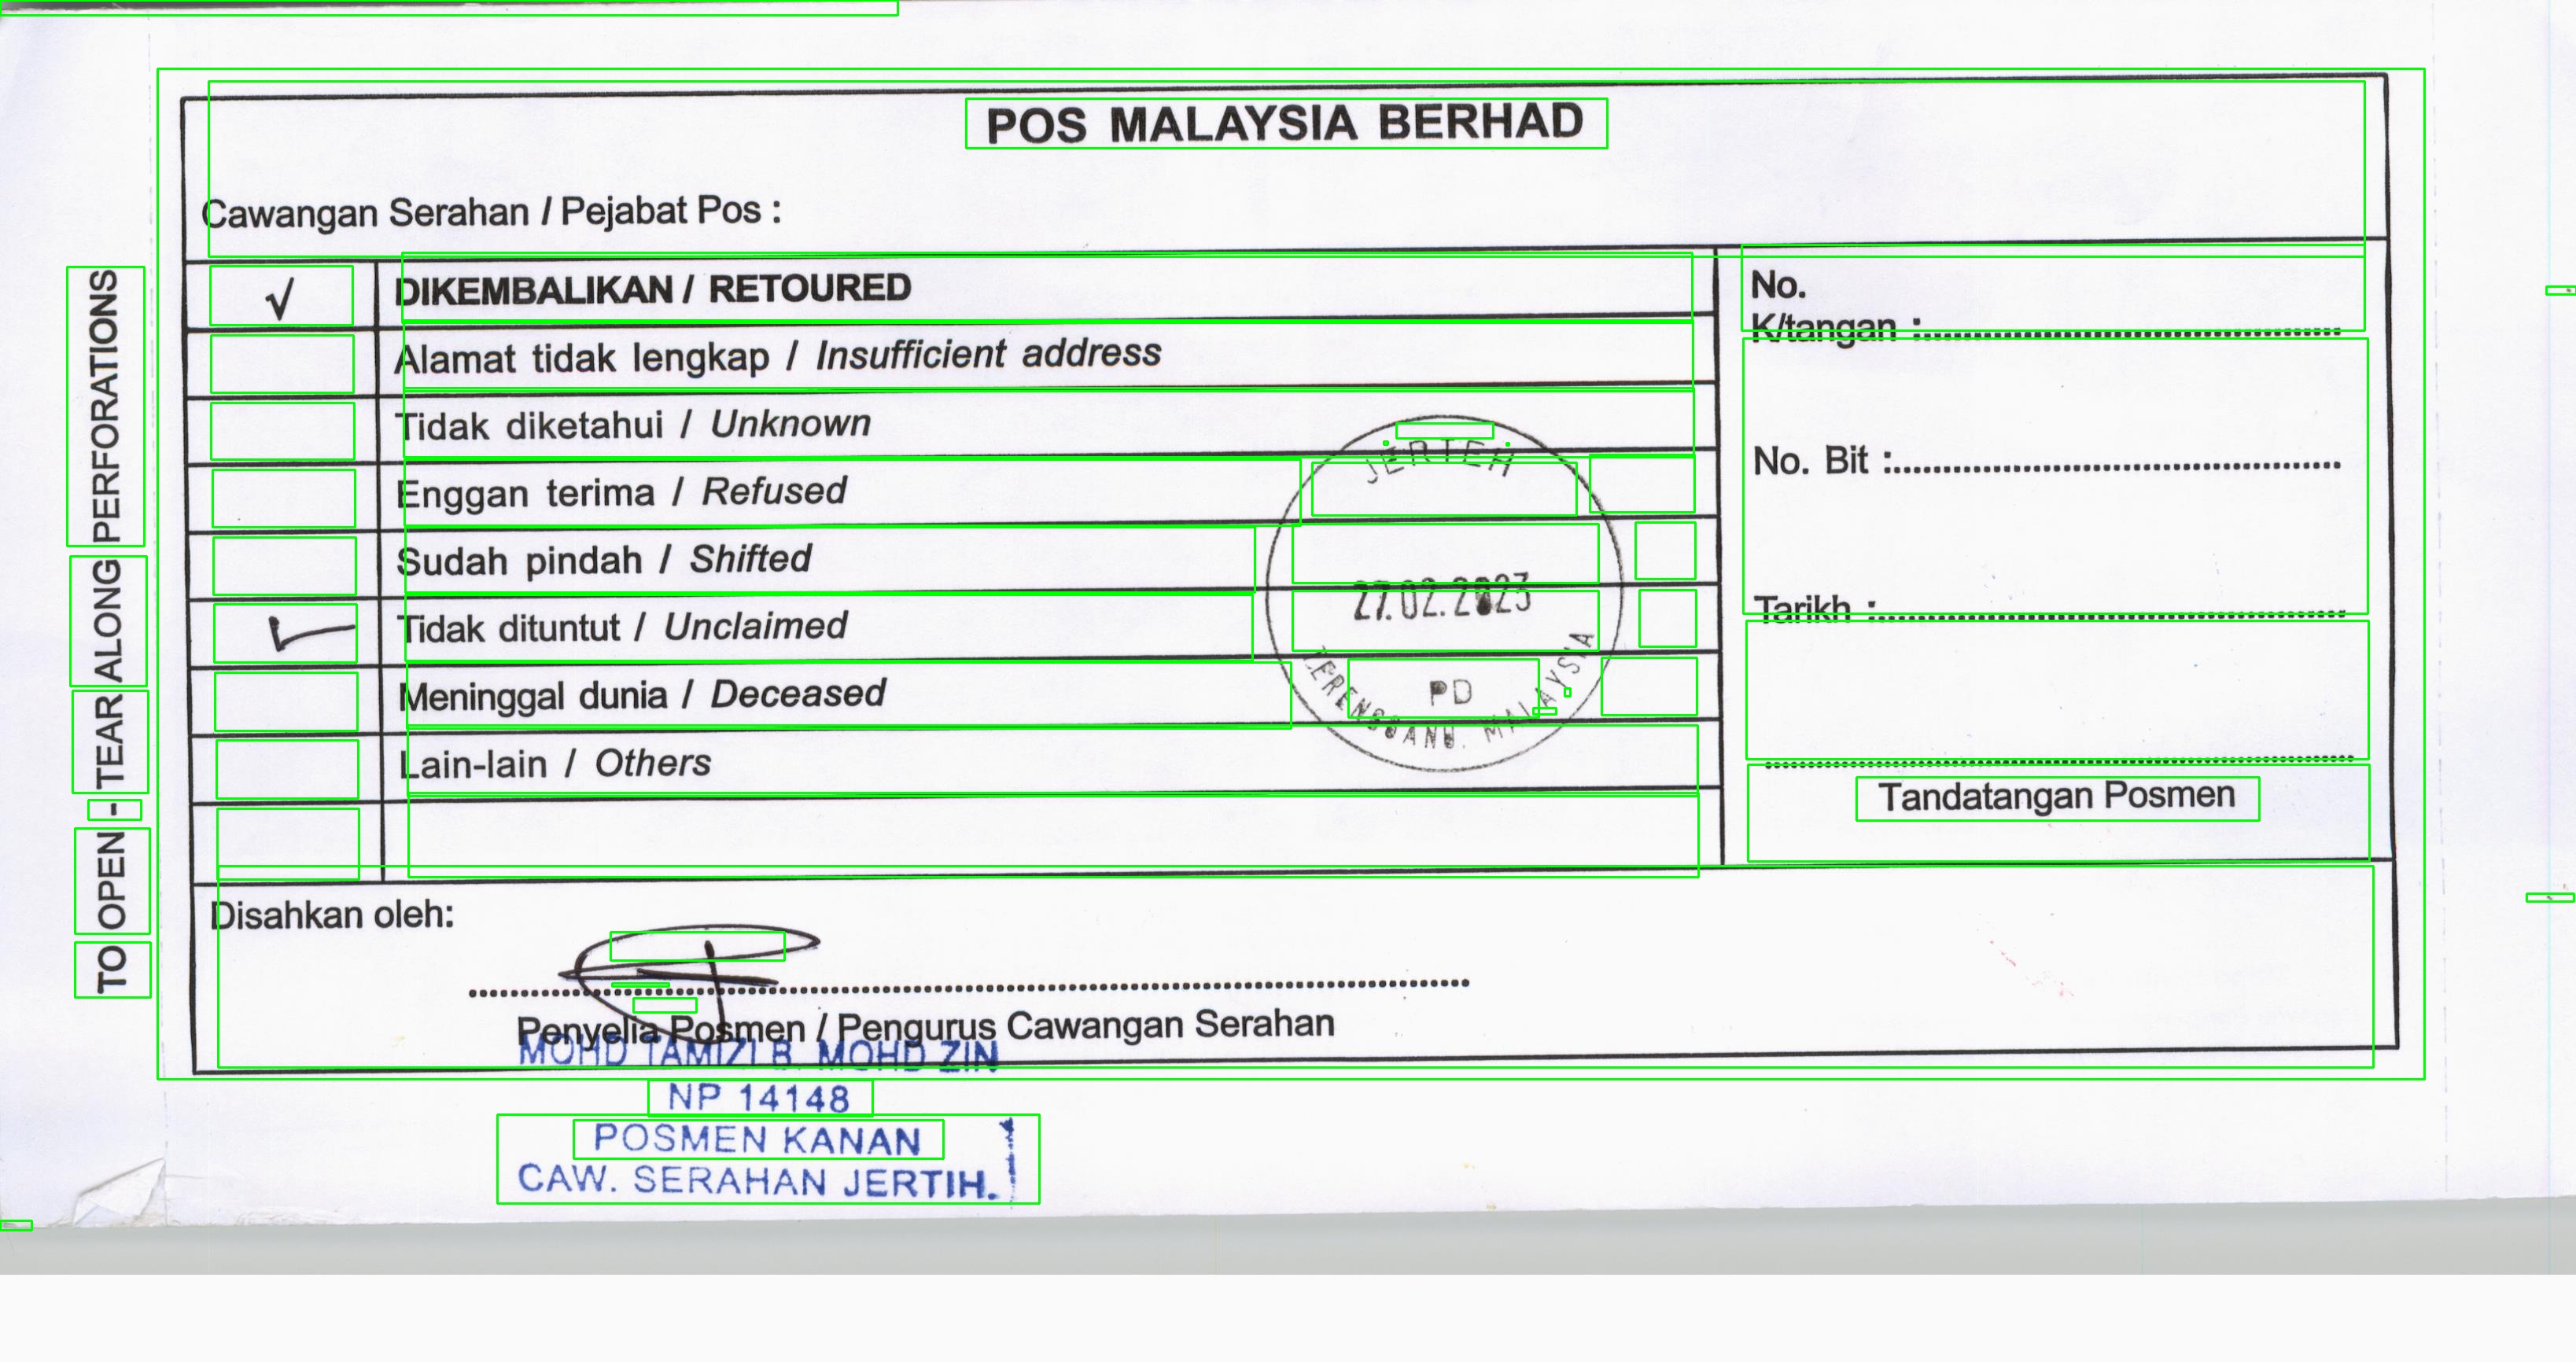 POS MALAYSIA BERHAD
Cawangan Serahan / Pejabat Pos :
√ DIKEMBALIKAN / RETOURED
Alamat tidak lengkap / Insufficient address
Tidak diketahui / Unknown
Enggan terima / Refused
Sudah pindah / Shifted
Tidak dituntut / Unclaimed
Meninggal dunia / Deceased
Lain-lain / Others
No.
K/tangan :
No. Bit :
Tarikh :
Tandatangan Posmen
JERTEH
27.02.2023
PD
TERENGGANU. MALAYSIA
Disahkan oleh:
Penyelia Posmen / Pengurus Cawangan Serahan
MOHD TAMIZI B. MOHD ZIN
NP 14148
POSMEN KANAN
CAW. SERAHAN JERTIH.
TO OPEN - TEAR ALONG PERFORATIONS